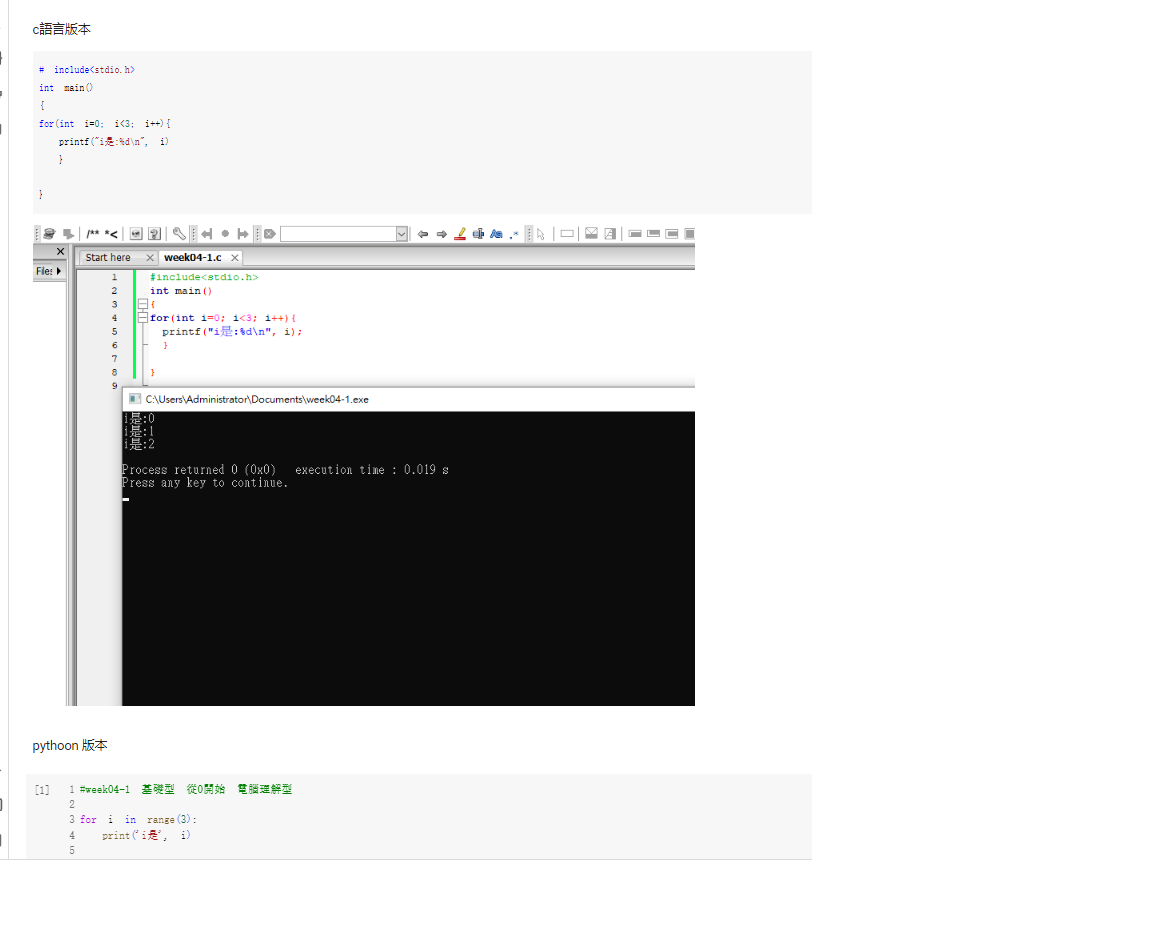 c語言版本
# include<stdio.h>
int main()
{
for(int i=0; i<3; i++){
printf("i是:%d\n", i)
}
}
/** *<
Start here
week04-1.c
Files
1 #include<stdio.h>
2 int main()
3 {
4 for(int i=0; i<3; i++){
5 printf("i是:%d\n", i);
6 }
7
8 }
9
C:\Users\Administrator\Documents\week04-1.exe
i是:0
i是:1
i是:2
Process returned 0 (0x0) execution time : 0.019 s
Press any key to continue.
pythoon 版本
[1] 1 #week04-1 基礎型 從0開始 電腦理解型
2
3 for i in range(3):
4 print('i是', i)
5